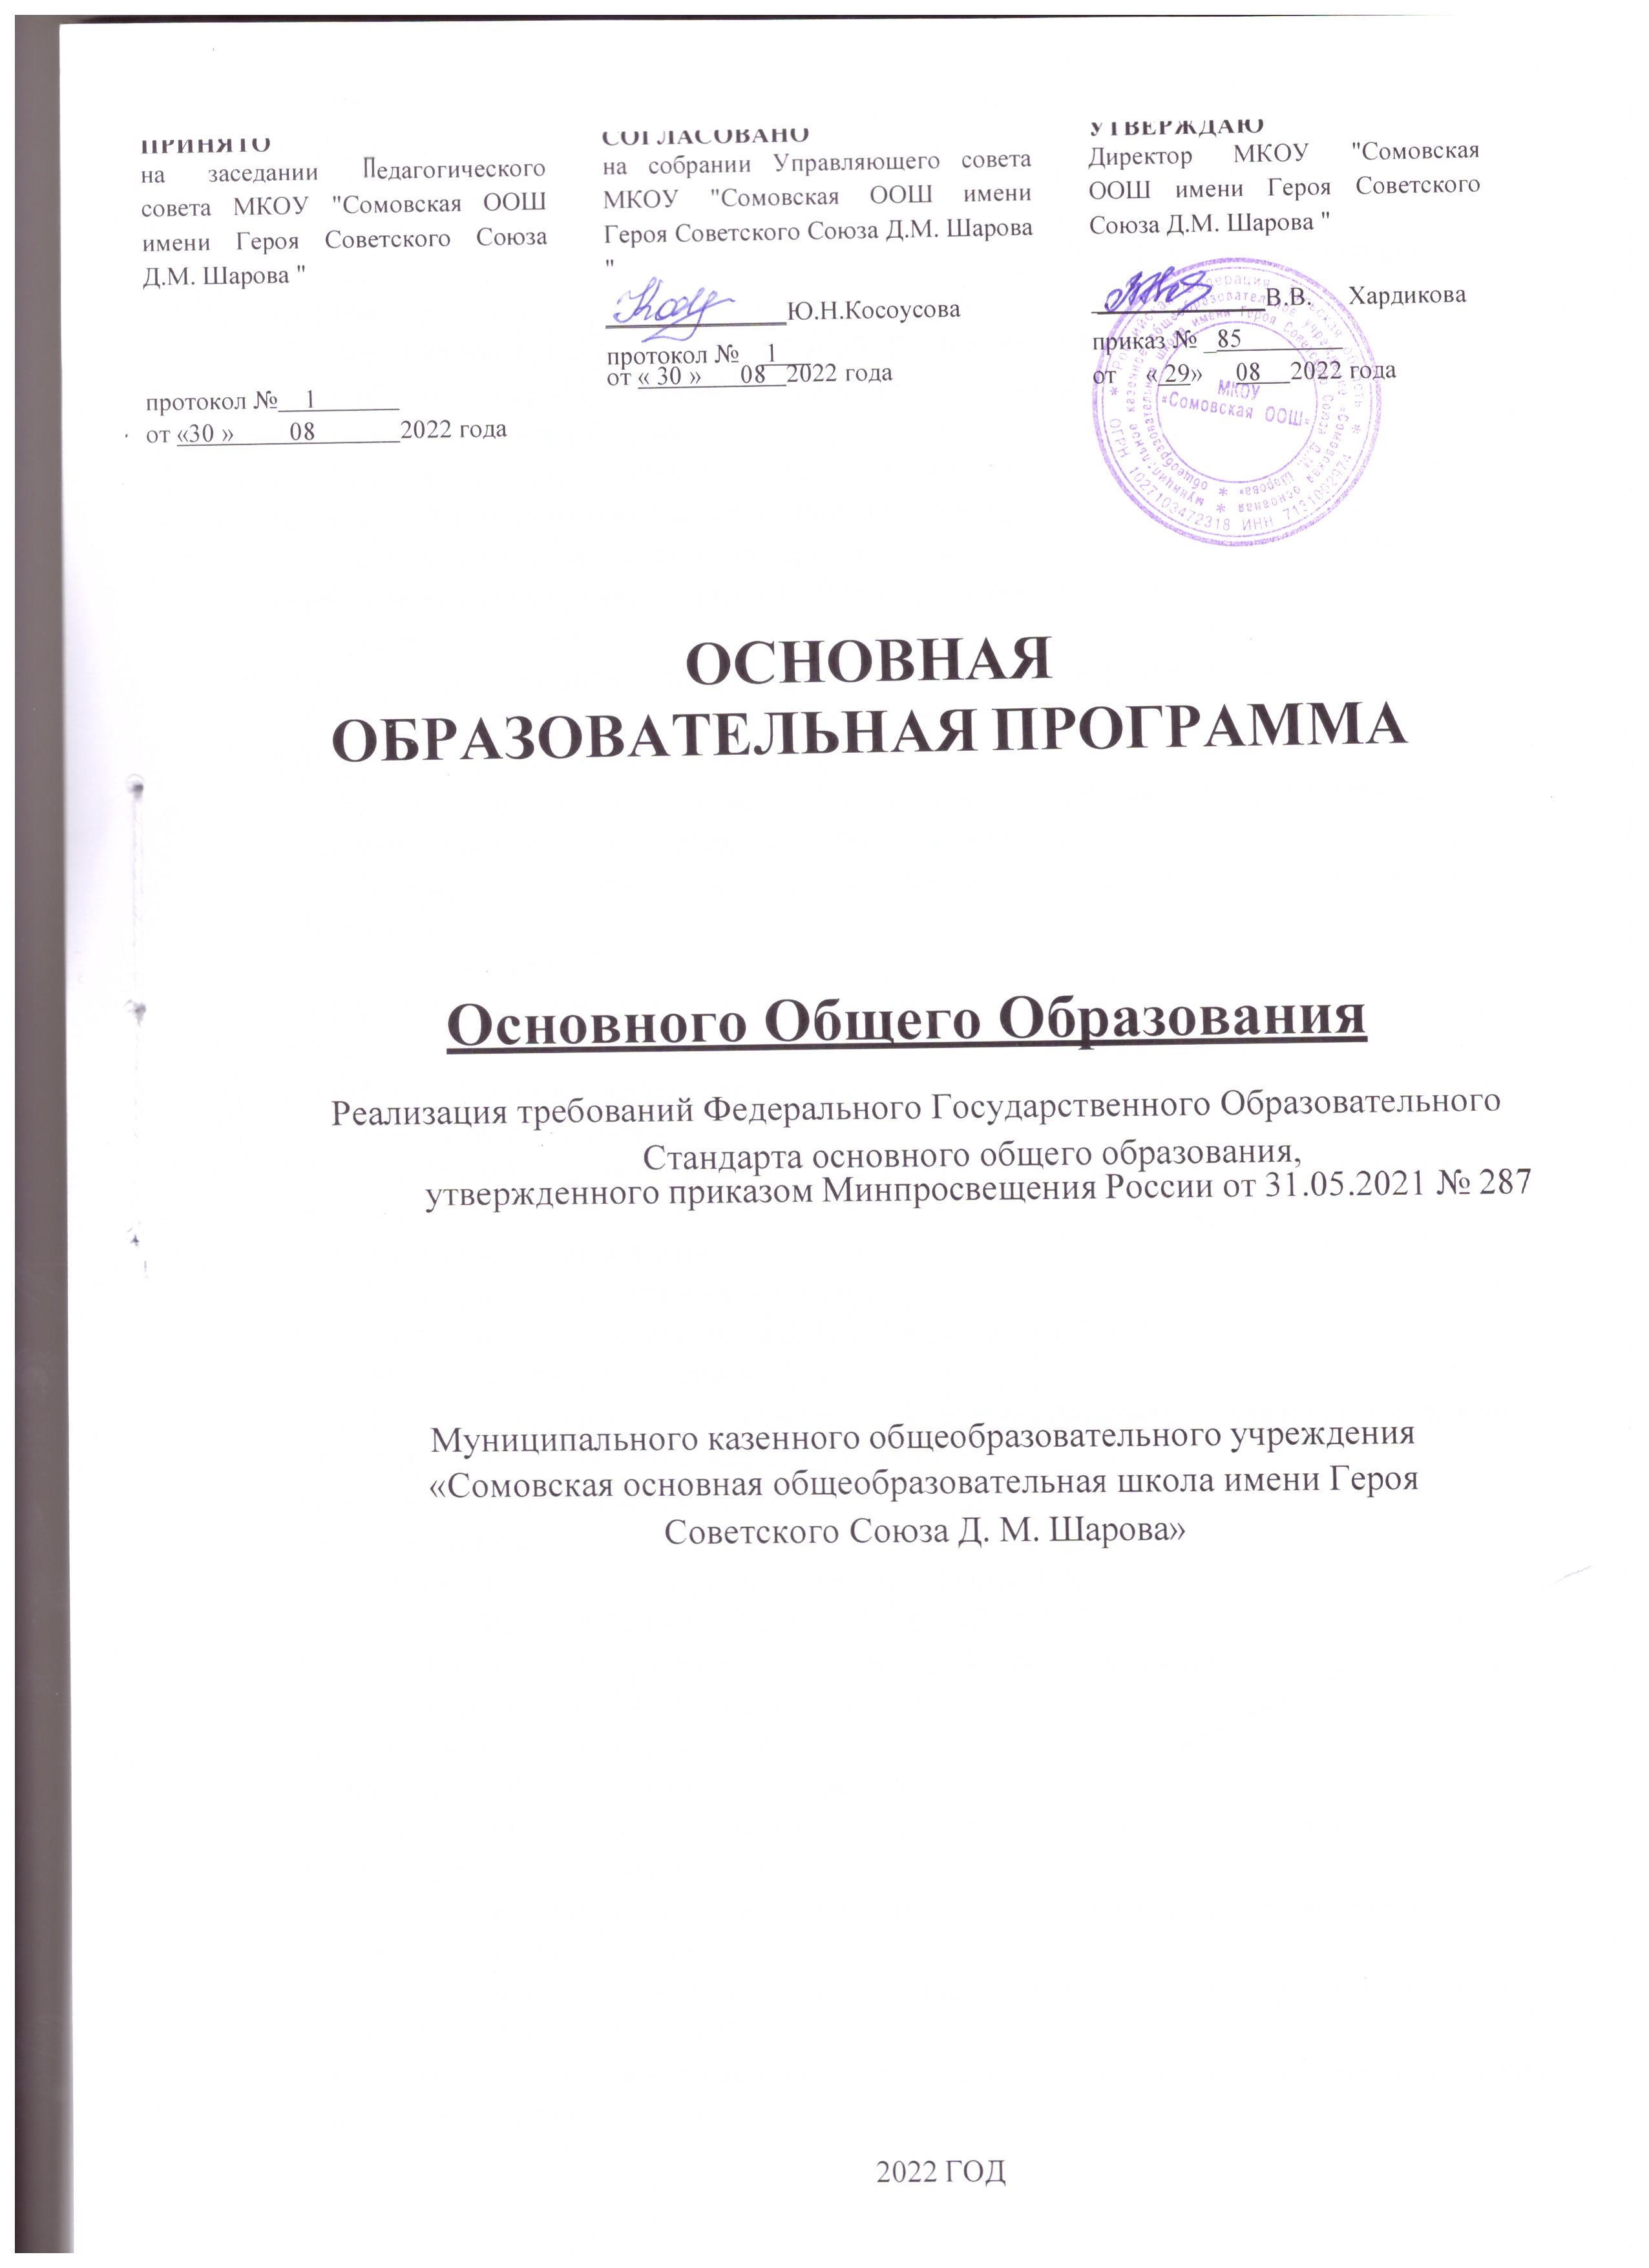 ПРИНЯТО
на заседании Педагогического
совета МКОУ "Сомовская ООШ
имени Героя Советского Союза
Д.М. Шарова "
протокол №__1_______
от «30 » 08 2022 года
СОГЛАСОВАНО
на собрании Управляющего совета
МКОУ "Сомовская ООШ имени
Героя Советского Союза Д.М. Шарова
"
Ю.Н.Косоусова
протокол № 1
от « 30 » 08 2022 года
УТВЕРЖДАЮ
Директор МКОУ "Сомовская
ООШ имени Героя Советского
Союза Д.М. Шарова "
В.В. Хардикова
приказ № _85________
от « 29» 08 2022 года
МКОУ
«Сомовская ООШ»
ОГРН 1027103472318 ИНН
ОСНОВНАЯ
ОБРАЗОВАТЕЛЬНАЯ ПРОГРАММА
Основного Общего Образования
Реализация требований Федерального Государственного Образовательного
Стандарта основного общего образования,
утвержденного приказом Минпросвещения России от 31.05.2021 № 287
Муниципального казенного общеобразовательного учреждения
«Сомовская основная общеобразовательная школа имени Героя
Советского Союза Д. М. Шарова»
2022 ГОД